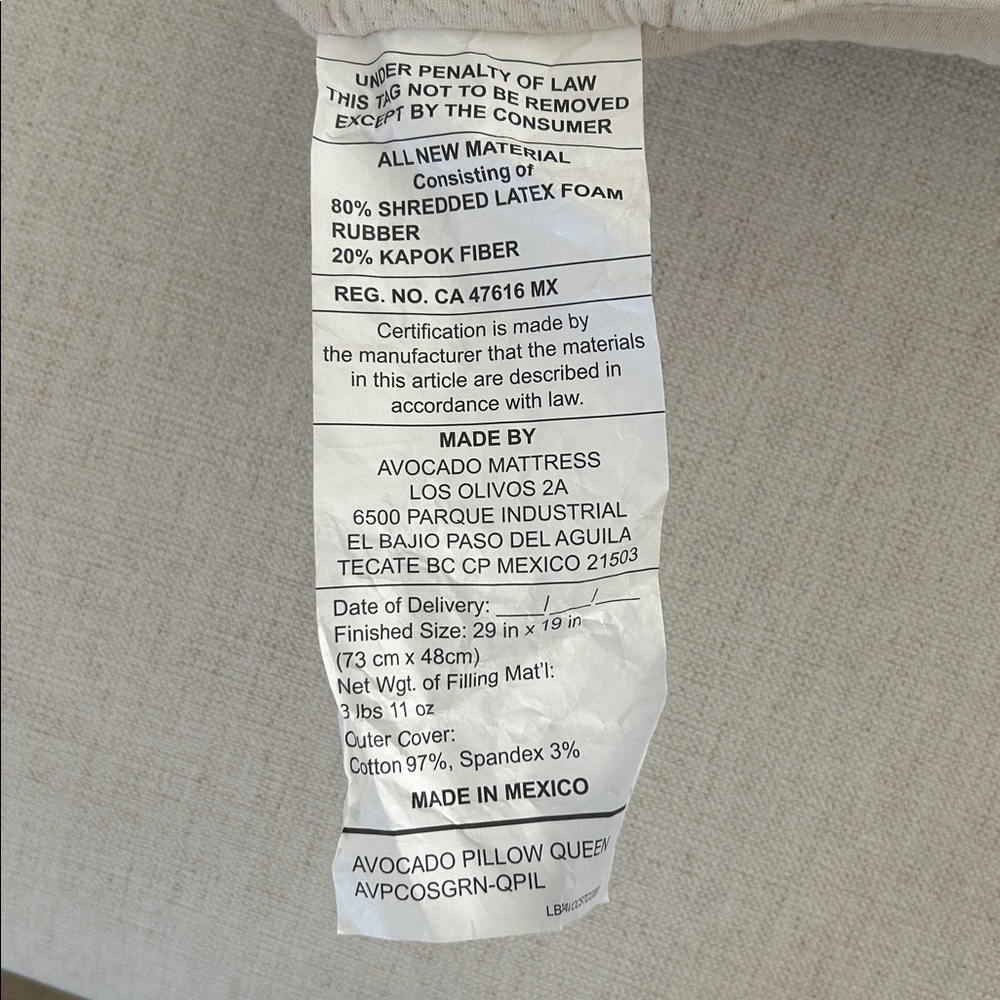 UNDER PENALTY OF LAW
THIS TAG NOT TO BE REMOVED
EXCEPT BY THE CONSUMER
ALL NEW MATERIAL
Consisting of
80% SHREDDED LATEX FOAM
RUBBER
20% KAPOK FIBER
REG. NO. CA 47616 MX
Certification is made by
the manufacturer that the materials
in this article are described in
accordance with law.
MADE BY
AVOCADO MATTRESS
LOS OLIVOS 2A
6500 PARQUE INDUSTRIAL
EL BAJIO PASO DEL AGUILA
TECATE BC CP MEXICO 21503
Date of Delivery: ____/____/____
Finished Size: 29 in x 19 in
(73 cm x 48cm)
Net Wgt. of Filling Mat'l:
3 lbs 11 oz
Outer Cover:
Cotton 97%, Spandex 3%
MADE IN MEXICO
AVOCADO PILLOW QUEEN
AVPCOSGRN-QPIL